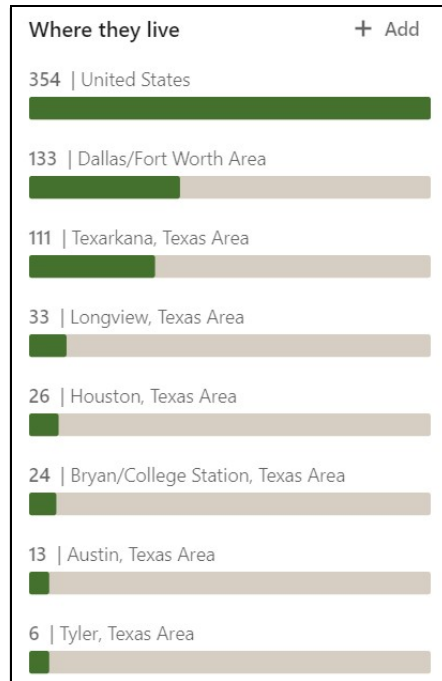 Where they live + Add
354 | United States
133 | Dallas/Fort Worth Area
111 | Texarkana, Texas Area
33 | Longview, Texas Area
26 | Houston, Texas Area
24 | Bryan/College Station, Texas Area
13 | Austin, Texas Area
6 | Tyler, Texas Area